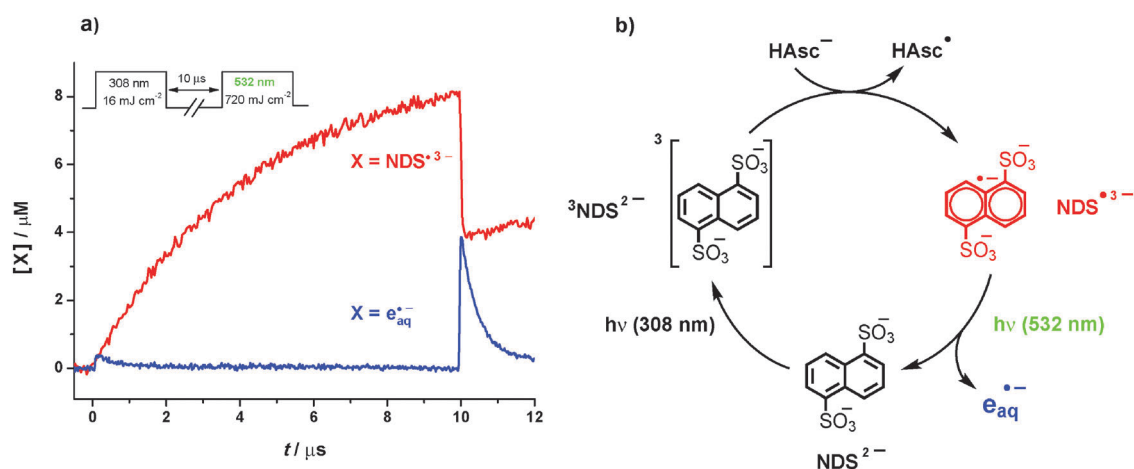 a)
308 nm
16 mJ cm⁻²
10 μs
532 nm
720 mJ cm⁻²
[X] / μM
8
6
4
2
0
X = NDS•3−
X = e•−aq
0
2
4
6
8
10
12
t / μs
b)
HAsc−
HAsc•
3
SO3−
3NDS2−
SO3−
SO3−
•−
NDS•3−
SO3−
hν (308 nm)
hν (532 nm)
SO3−
SO3−
e•−aq
NDS2−